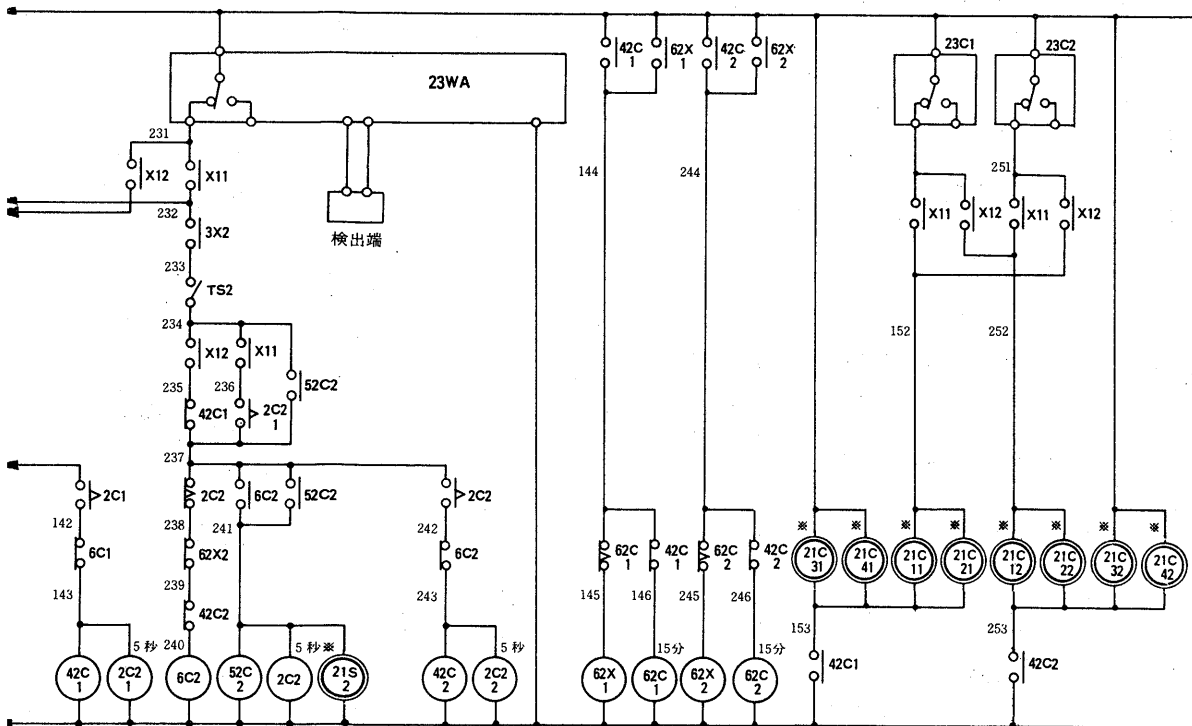 23WA
231
X12
X11
232
3X2
検出端
233
TS2
234
X12
X11
52C2
235
236
42C1
2C2
1
237
2C1
2C2
6C2
52C2
2C2
142
238
241
242
6C1
62X2
6C2
143
239
243
42C2
240
5秒
5秒※
5秒
42C
1
2C2
1
6C2
52C
2
2C2
21S
2
42C
2
2C2
2
42C
1
62X
1
42C
2
62X
2
144
244
62C
1
42C
1
62C
2
42C
2
145
146
245
246
15分
15分
62X
1
62C
1
62X
2
62C
2
23C1
23C2
251
X11
X12
X11
X12
152
252
※
※
※
※
※
※
※
※
21C
31
21C
41
21C
11
21C
21
21C
12
21C
22
21C
32
21C
42
153
253
42C1
42C2